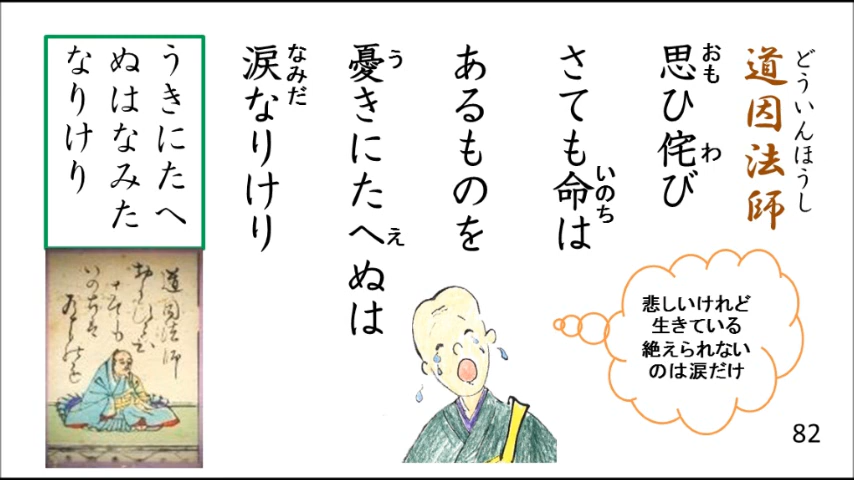 どういんほうし
道因法師
おも わ
思ひ侘び
いのち
さても命は
あるものを
う え
憂きにたへぬは
なみだ
涙なりけり
悲しいけれど
生きている
絶えられない
のは涙だけ
うきにたへ
ぬはなみた
なりけり
道因法師
82